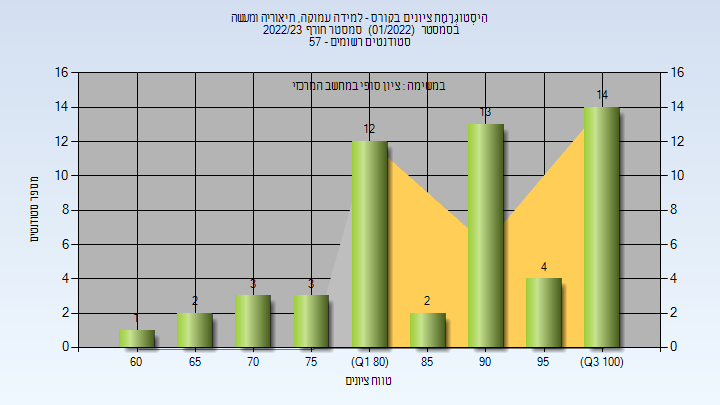 היסטוגרמת ציונים בקורס - למידה עמוקה, תיאוריה ומעשה
בסמסטר (01/2022) סמסטר חורף 2022/23
סטודנטים רשומים - 57
במשימה : ציון סופי במחשב המרכזי
מספר סטודנטים
16 16
14 14
12 12
10 10
8 8
6 6
4 4
2 2
0 0
1 2 3 3 12 2 13 4 14
60 65 70 75 (Q1 80) 85 90 95 (Q3 100)
טווח ציונים